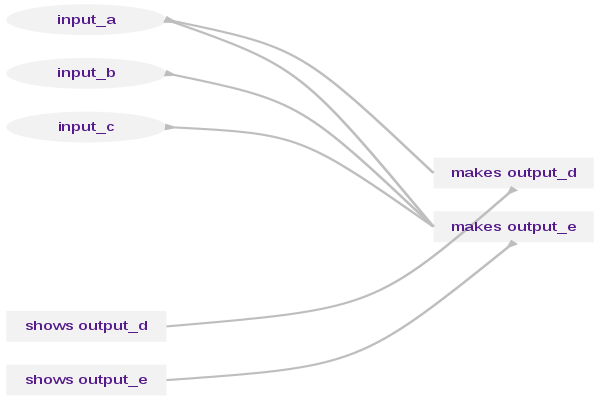 input_a
input_b
input_c
makes output_d
makes output_e
shows output_d
shows output_e